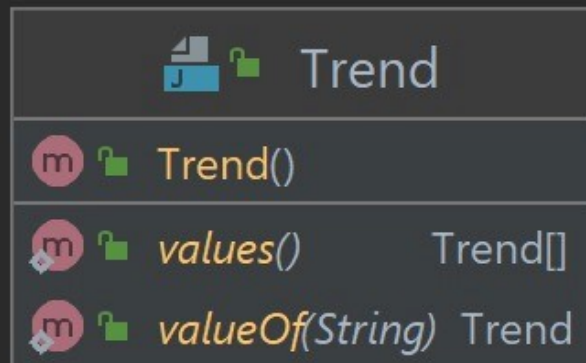 J Trend
m Trend()
m values() Trend[]
m valueOf(String) Trend